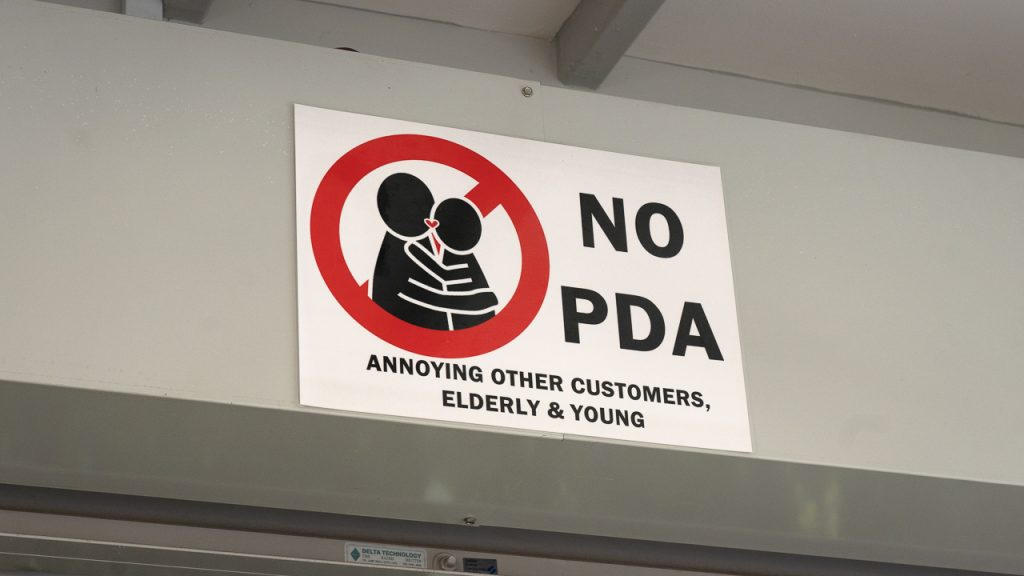 NO
PDA
ANNOYING OTHER CUSTOMERS,
ELDERLY & YOUNG
DELTA TECHNOLOGY